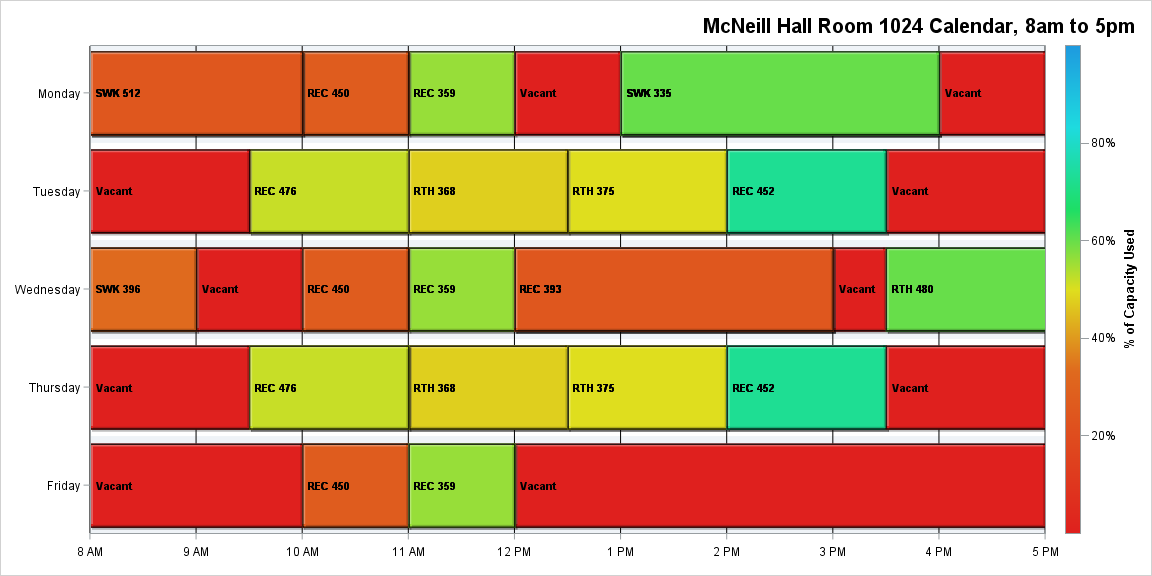 McNeill Hall Room 1024 Calendar, 8am to 5pm
Monday
SWK 512
REC 450
REC 359
Vacant
SWK 335
Vacant
Tuesday
Vacant
REC 476
RTH 368
RTH 375
REC 452
Vacant
Wednesday
SWK 396
Vacant
REC 450
REC 359
REC 393
Vacant
RTH 480
Thursday
Vacant
REC 476
RTH 368
RTH 375
REC 452
Vacant
Friday
Vacant
REC 450
REC 359
Vacant
8 AM
9 AM
10 AM
11 AM
12 PM
1 PM
2 PM
3 PM
4 PM
5 PM
80%
60%
40%
20%
% of Capacity Used